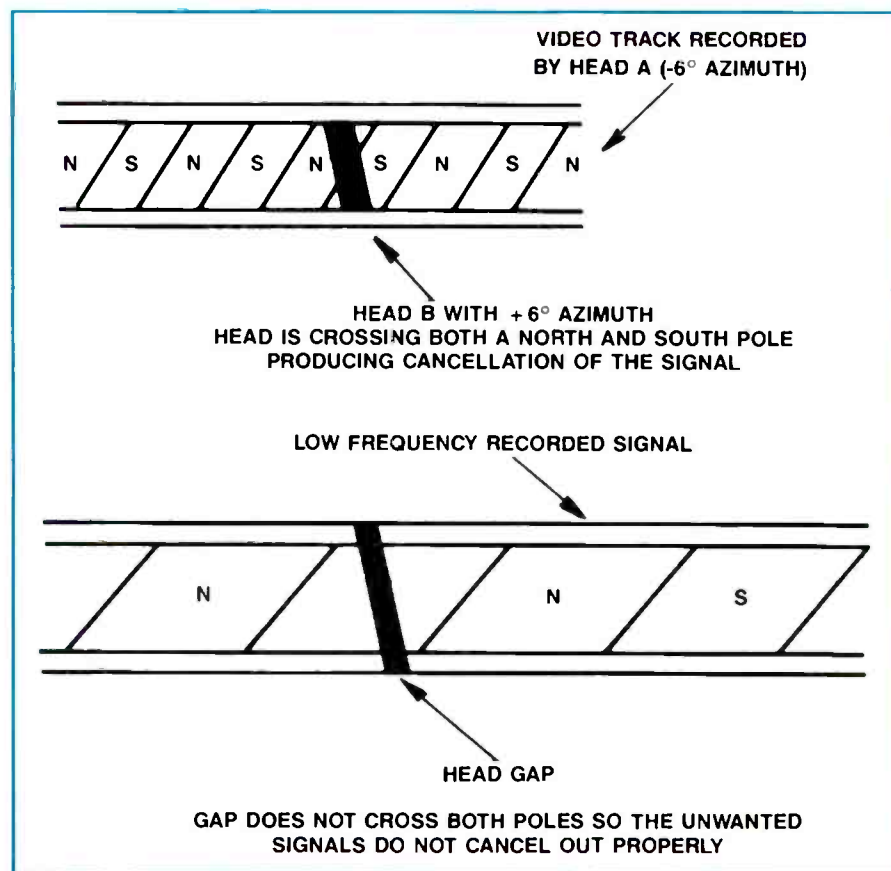 VIDEO TRACK RECORDED
BY HEAD A (-6° AZIMUTH)
N S N S N S N S N
HEAD B WITH +6° AZIMUTH
HEAD IS CROSSING BOTH A NORTH AND SOUTH POLE
PRODUCING CANCELLATION OF THE SIGNAL
LOW FREQUENCY RECORDED SIGNAL
N N S
HEAD GAP
GAP DOES NOT CROSS BOTH POLES SO THE UNWANTED
SIGNALS DO NOT CANCEL OUT PROPERLY